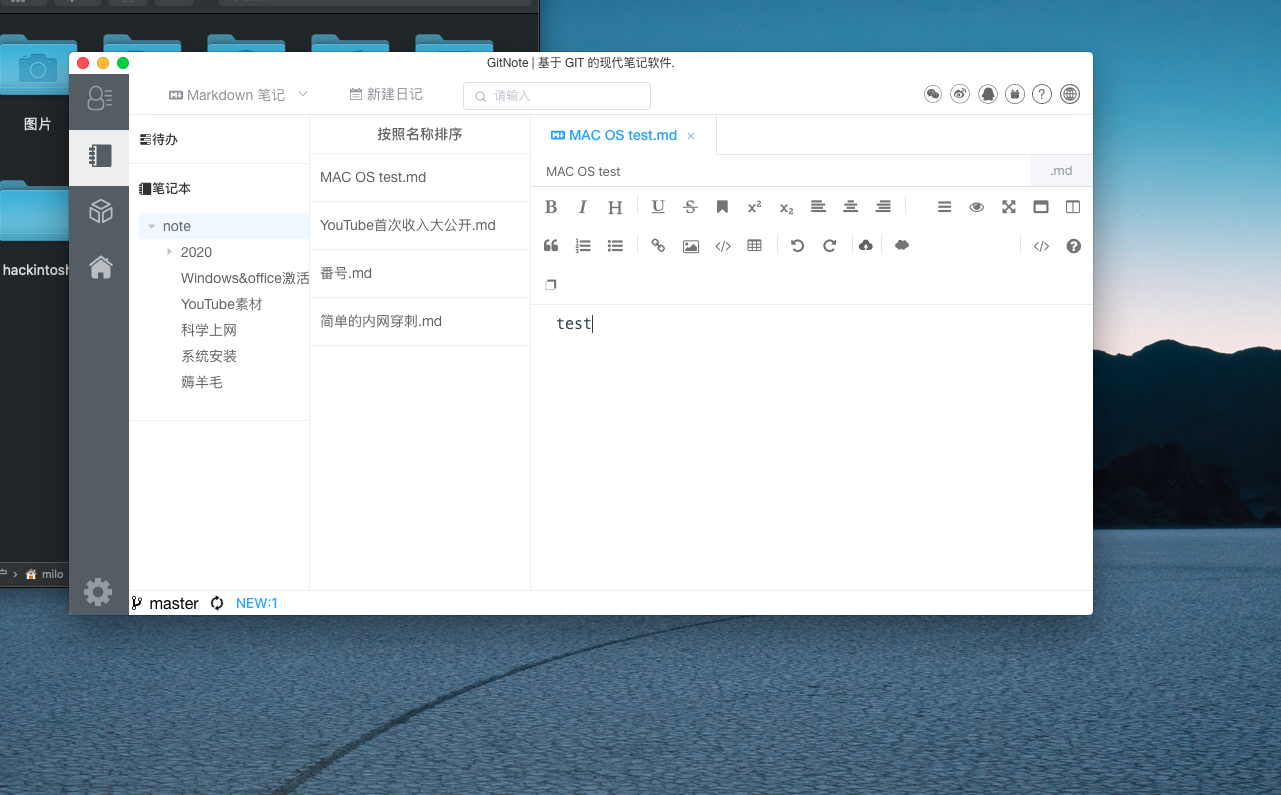 GitNote | 基于 GIT 的现代笔记软件.
图片
hackintosh
milo
Markdown 笔记
新建日记
请输入
待办
笔记本
note
2020
Windows&office激活
YouTube素材
科学上网
系统安装
薅羊毛
按照名称排序
MAC OS test.md
YouTube首次收入大公开.md
番号.md
简单的内网穿刺.md
MAC OS test.md ×
MAC OS test
.md
B I H U S x² x₂
test
master
NEW:1